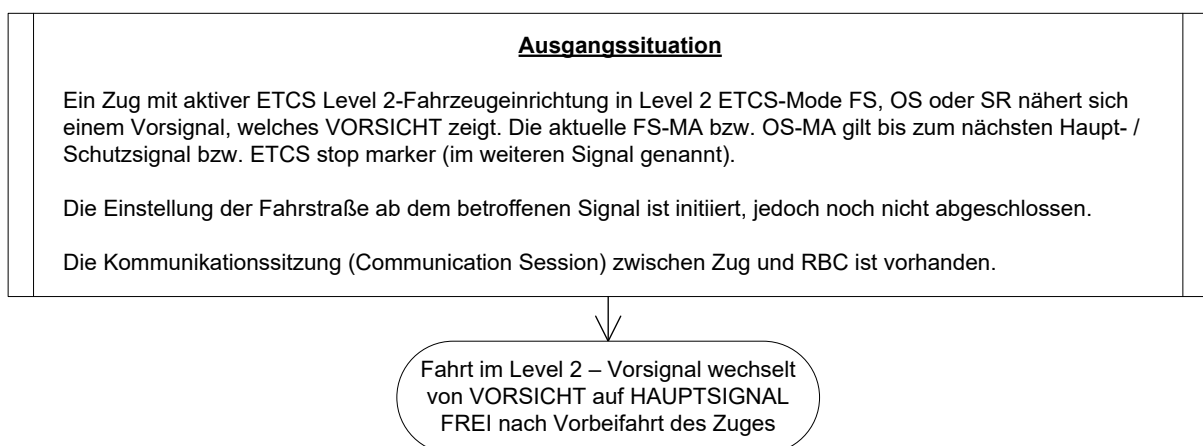 Ausgangssituation
Ein Zug mit aktiver ETCS Level 2-Fahrzeugeinrichtung in Level 2 ETCS-Mode FS, OS oder SR nähert sich
einem Vorsignal, welches VORSICHT zeigt. Die aktuelle FS-MA bzw. OS-MA gilt bis zum nächsten Haupt- /
Schutzsignal bzw. ETCS stop marker (im weiteren Signal genannt).
Die Einstellung der Fahrstraße ab dem betroffenen Signal ist initiiert, jedoch noch nicht abgeschlossen.
Die Kommunikationssitzung (Communication Session) zwischen Zug und RBC ist vorhanden.
Fahrt im Level 2 – Vorsignal wechselt
von VORSICHT auf HAUPTSIGNAL
FREI nach Vorbeifahrt des Zuges